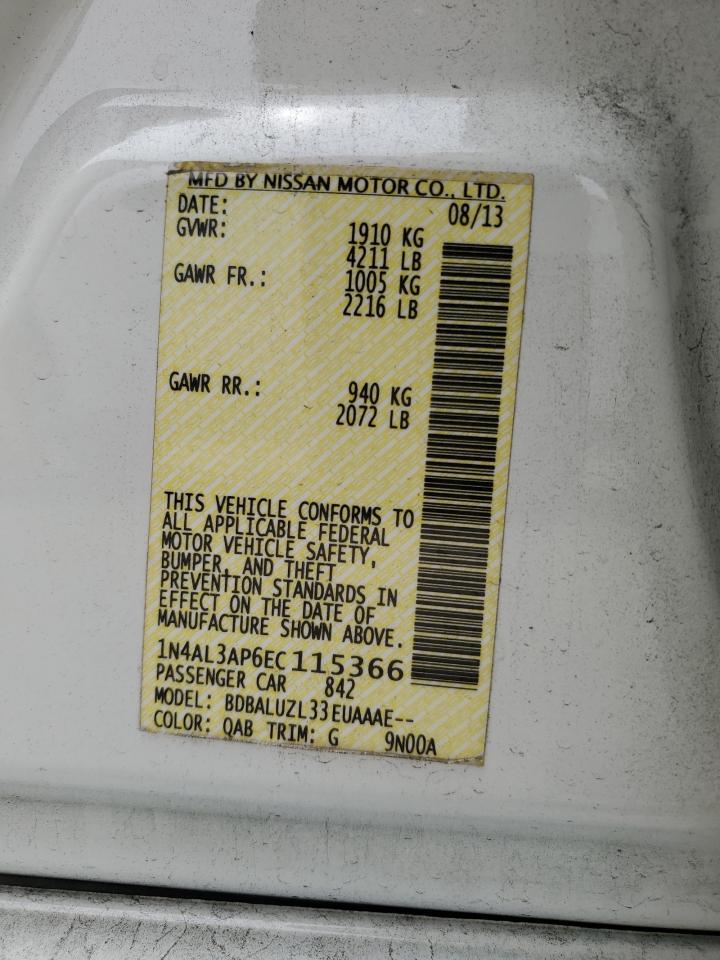 MFD BY NISSAN MOTOR CO., LTD.
DATE: 08/13
GVWR: 1910 KG
4211 LB
GAWR FR.: 1005 KG
2216 LB
GAWR RR.: 940 KG
2072 LB
THIS VEHICLE CONFORMS TO
ALL APPLICABLE FEDERAL
MOTOR VEHICLE SAFETY,
BUMPER, AND THEFT
PREVENTION STANDARDS IN
EFFECT ON THE DATE OF
MANUFACTURE SHOWN ABOVE.
1N4AL3AP6EC115366
PASSENGER CAR 842
MODEL: BDBALUZL33EUAAAE--
COLOR: QAB TRIM: G 9N00A